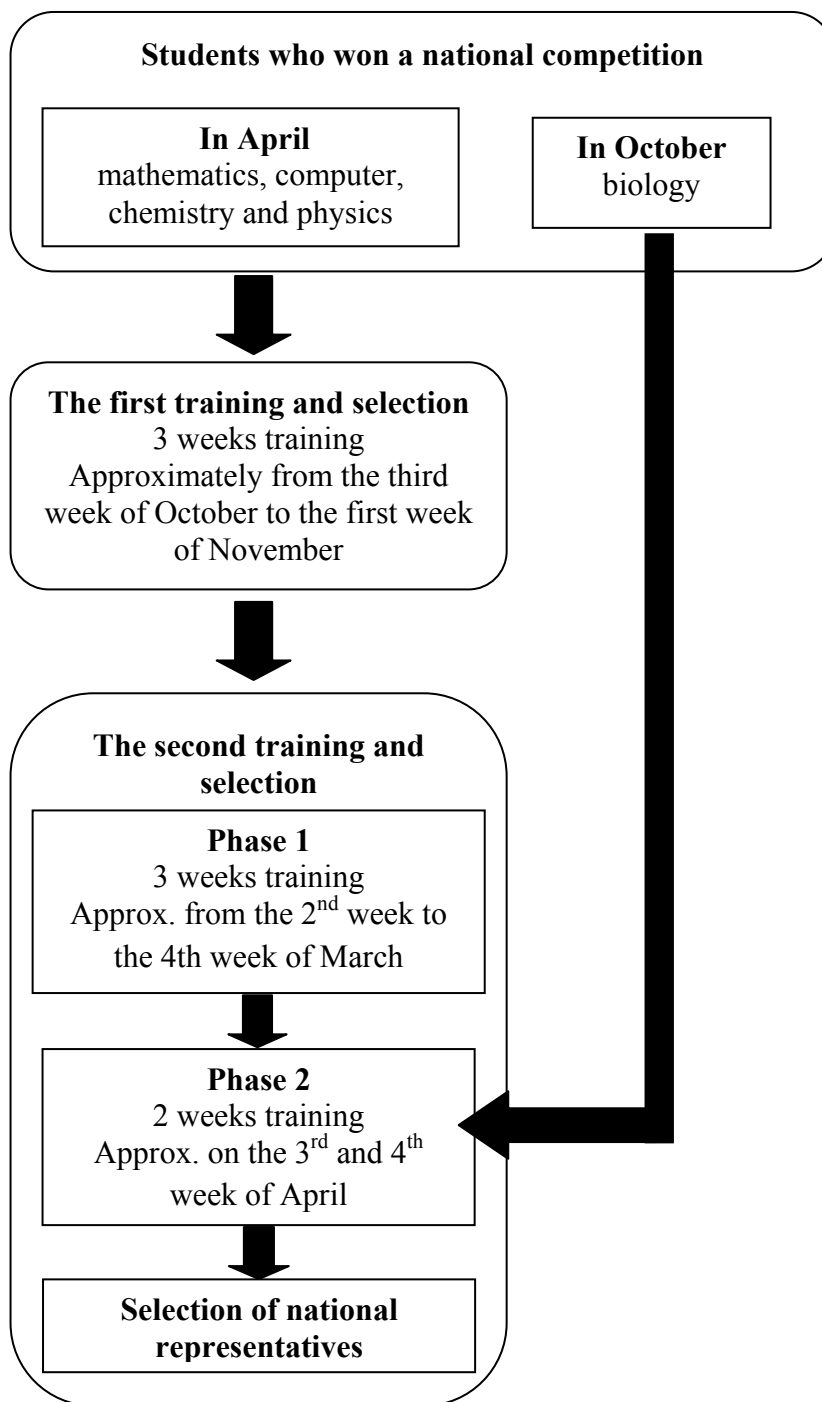 Students who won a national competition
In April
mathematics, computer,
chemistry and physics
In October
biology
The first training and selection
3 weeks training
Approximately from the third
week of October to the first week
of November
The second training and
selection
Phase 1
3 weeks training
Approx. from the 2nd week to
the 4th week of March
Phase 2
2 weeks training
Approx. on the 3rd and 4th
week of April
Selection of national
representatives